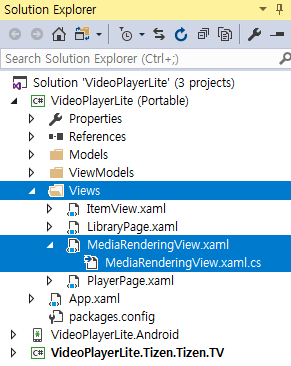 Solution Explorer
Search Solution Explorer (Ctrl+;)
Solution 'VideoPlayerLite' (3 projects)
C# VideoPlayerLite (Portable)
Properties
References
Models
ViewModels
Views
ItemView.xaml
LibraryPage.xaml
MediaRenderingView.xaml
MediaRenderingView.xaml.cs
PlayerPage.xaml
App.xaml
packages.config
VideoPlayerLite.Android
C# VideoPlayerLite.Tizen.Tizen.TV